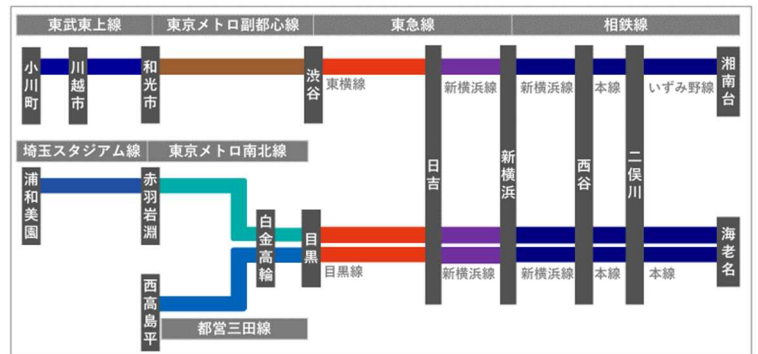 東武東上線 東京メトロ副都心線 東急線 相鉄線
小川町 川越市 和光市 渋谷 湘南台
東横線 新横浜線 新横浜線 本線 いずみ野線
埼玉スタジアム線 東京メトロ南北線
浦和美園 赤羽岩淵 白金高輪 目黒 日吉 新横浜 西谷 二俣川 海老名
目黒線 新横浜線 新横浜線 本線 本線
西高島平
都営三田線